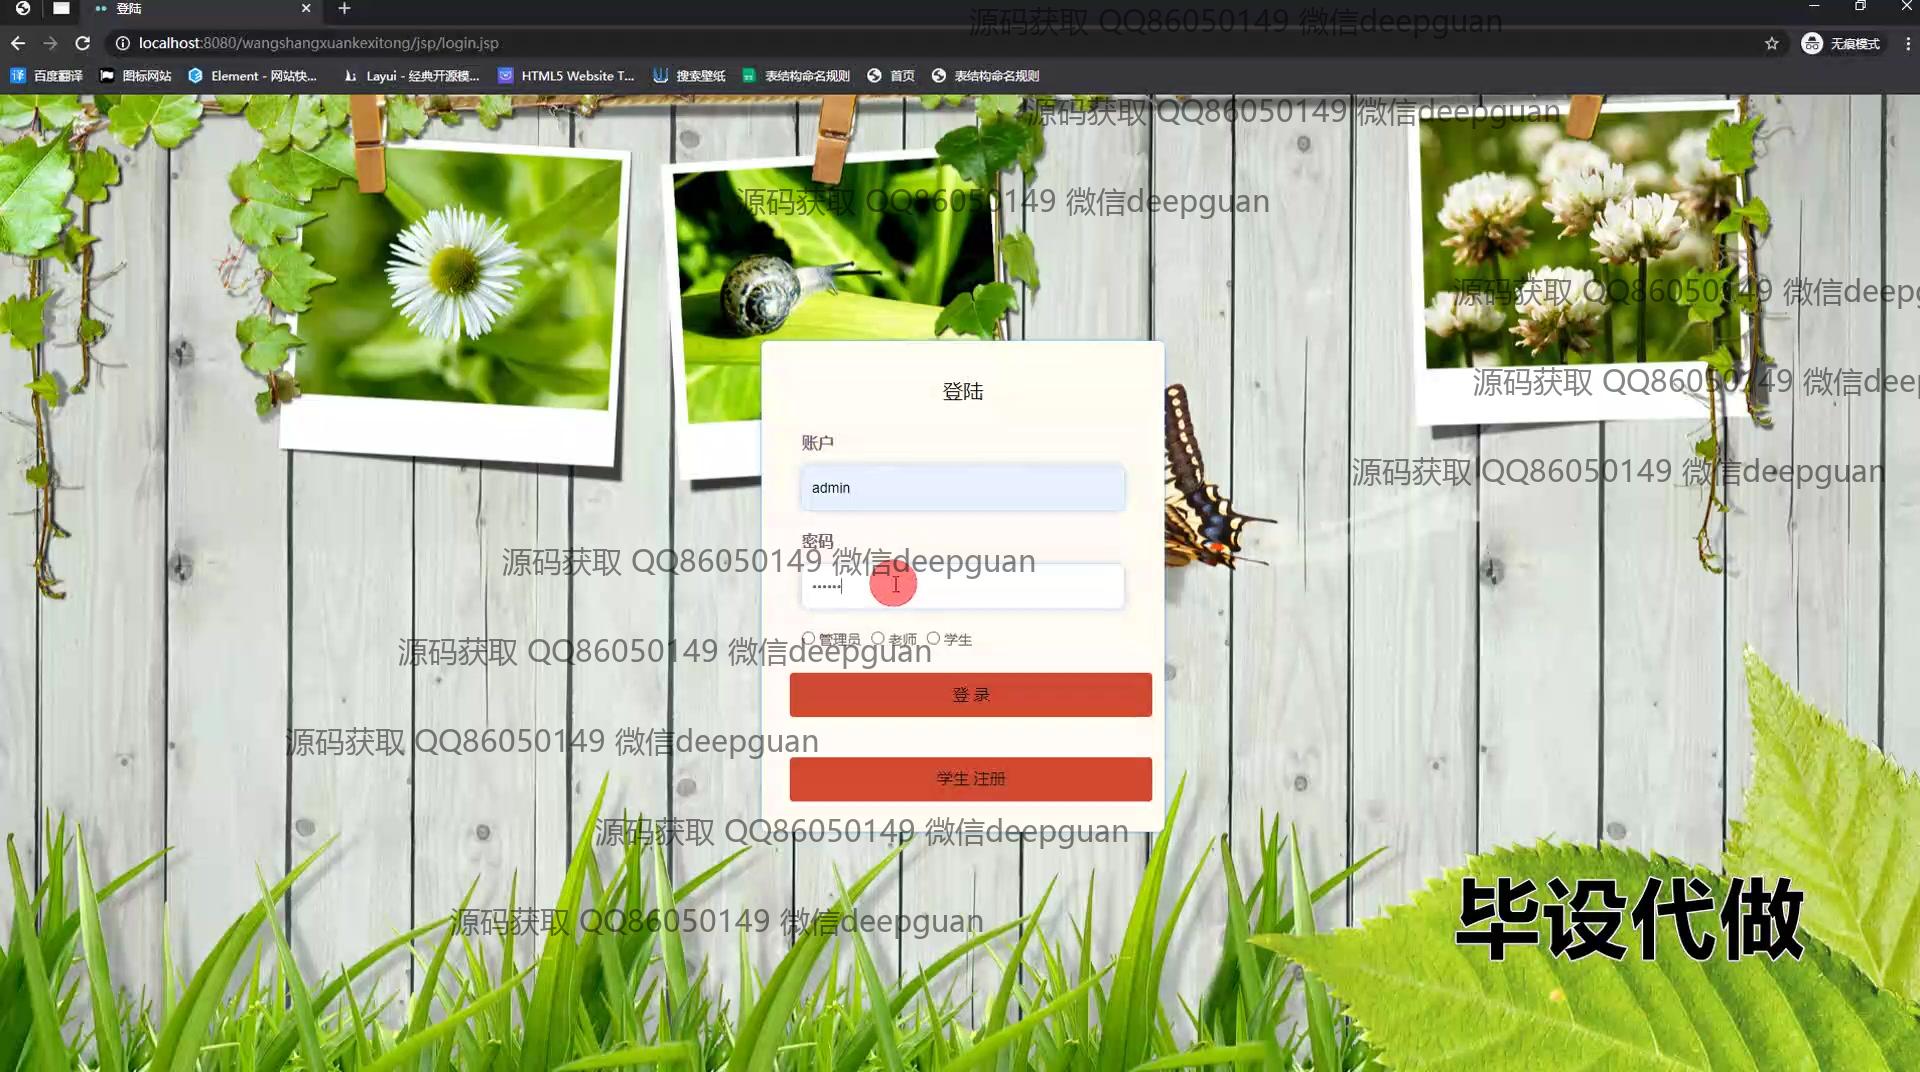 登陆
localhost:8080/wangshangxuankexitong/jsp/login.jsp
无痕模式
译 百度翻译 图标网站 Element - 网站快... Layui - 经典开源模... HTML5 Website T... 搜索壁纸 表结构命名规则 首页 表结构命名规则
源码获取 QQ86050149 微信deepguan
源码获取 QQ86050149 微信deepguan
源码获取 QQ86050149 微信deepguan
源码获取 QQ86050149 微信deepg
源码获取 QQ86050149 微信deep
登陆
账户
源码获取 QQ86050149 微信deepguan
admin
密码
源码获取 QQ86050149 微信deepguan
管理员 老师 学生
源码获取 QQ86050149 微信deepguan
登 录
源码获取 QQ86050149 微信deepguan
学生 注册
源码获取 QQ86050149 微信deepguan
源码获取 QQ86050149 微信deepguan
毕设代做